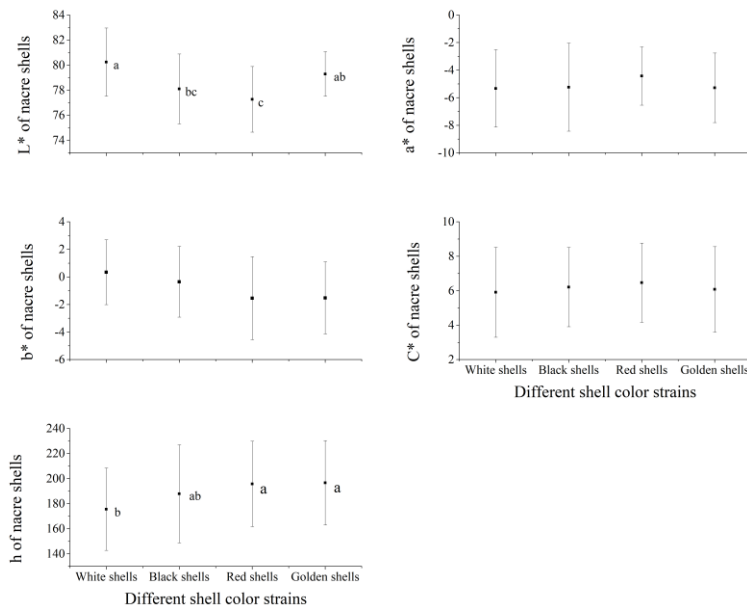 L* of nacre shells
84
82
80
78
76
74
a
bc
c
ab
a* of nacre shells
0
-2
-4
-6
-8
-10
b* of nacre shells
4
2
0
-2
-4
-6
C* of nacre shells
10
8
6
4
2
White shells Black shells Red shells Golden shells
Different shell color strains
h of nacre shells
240
220
200
180
160
140
b
ab
a
a
White shells Black shells Red shells Golden shells
Different shell color strains